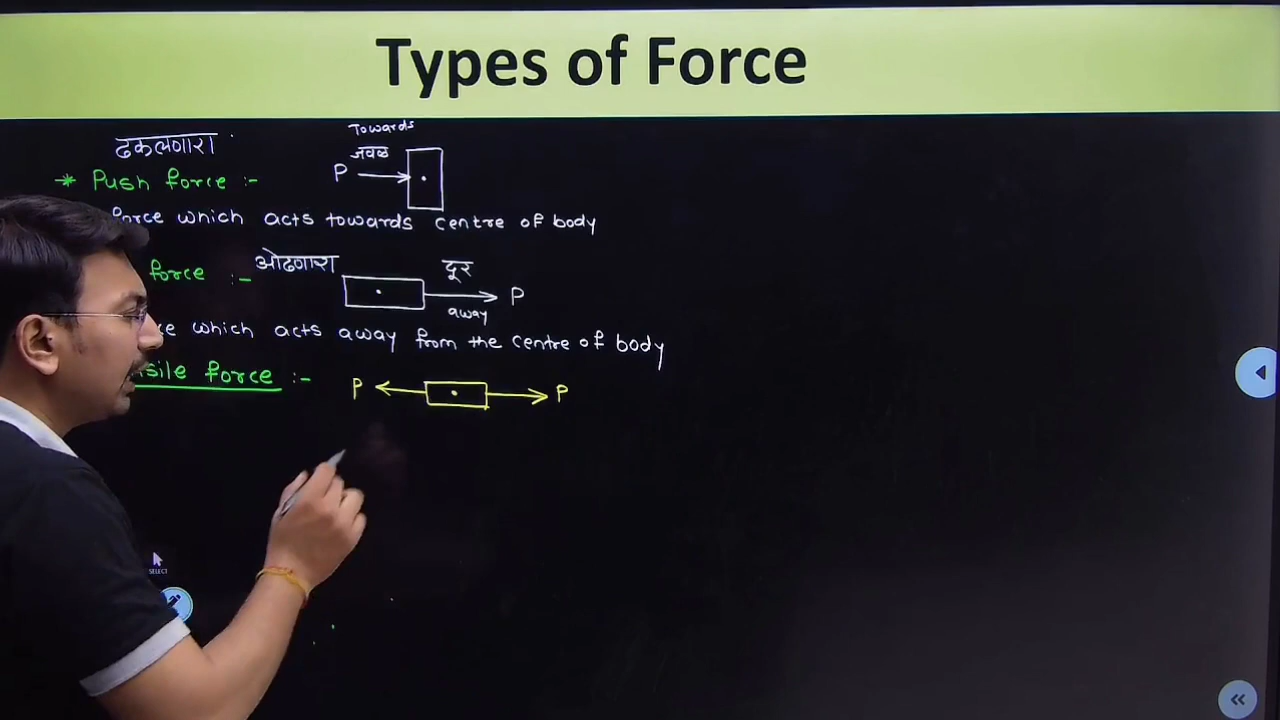 Types of Force
ढकलणारा
Towards
जवळ
* Push force :-
P
force which acts towards centre of body
force :- ओढणारा
दूर
P
away
which acts away from the centre of body
force :-
P P
SELECT